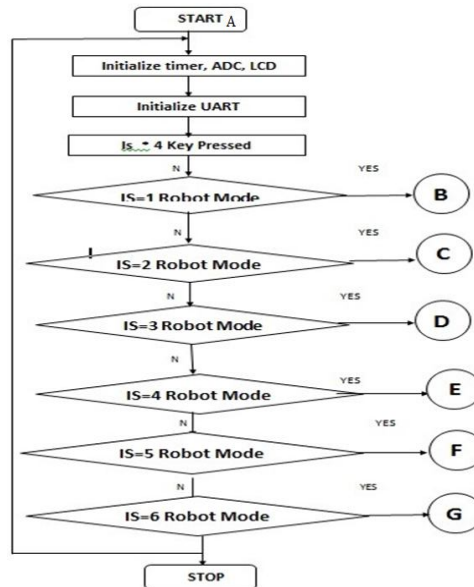 START A
Initialize timer, ADC, LCD
Initialize UART
Is * 4 Key Pressed
N YES
IS=1 Robot Mode B
N YES
IS=2 Robot Mode C
N YES
IS=3 Robot Mode D
N
YES
IS=4 Robot Mode E
N YES
IS=5 Robot Mode F
N YES
IS=6 Robot Mode G
STOP